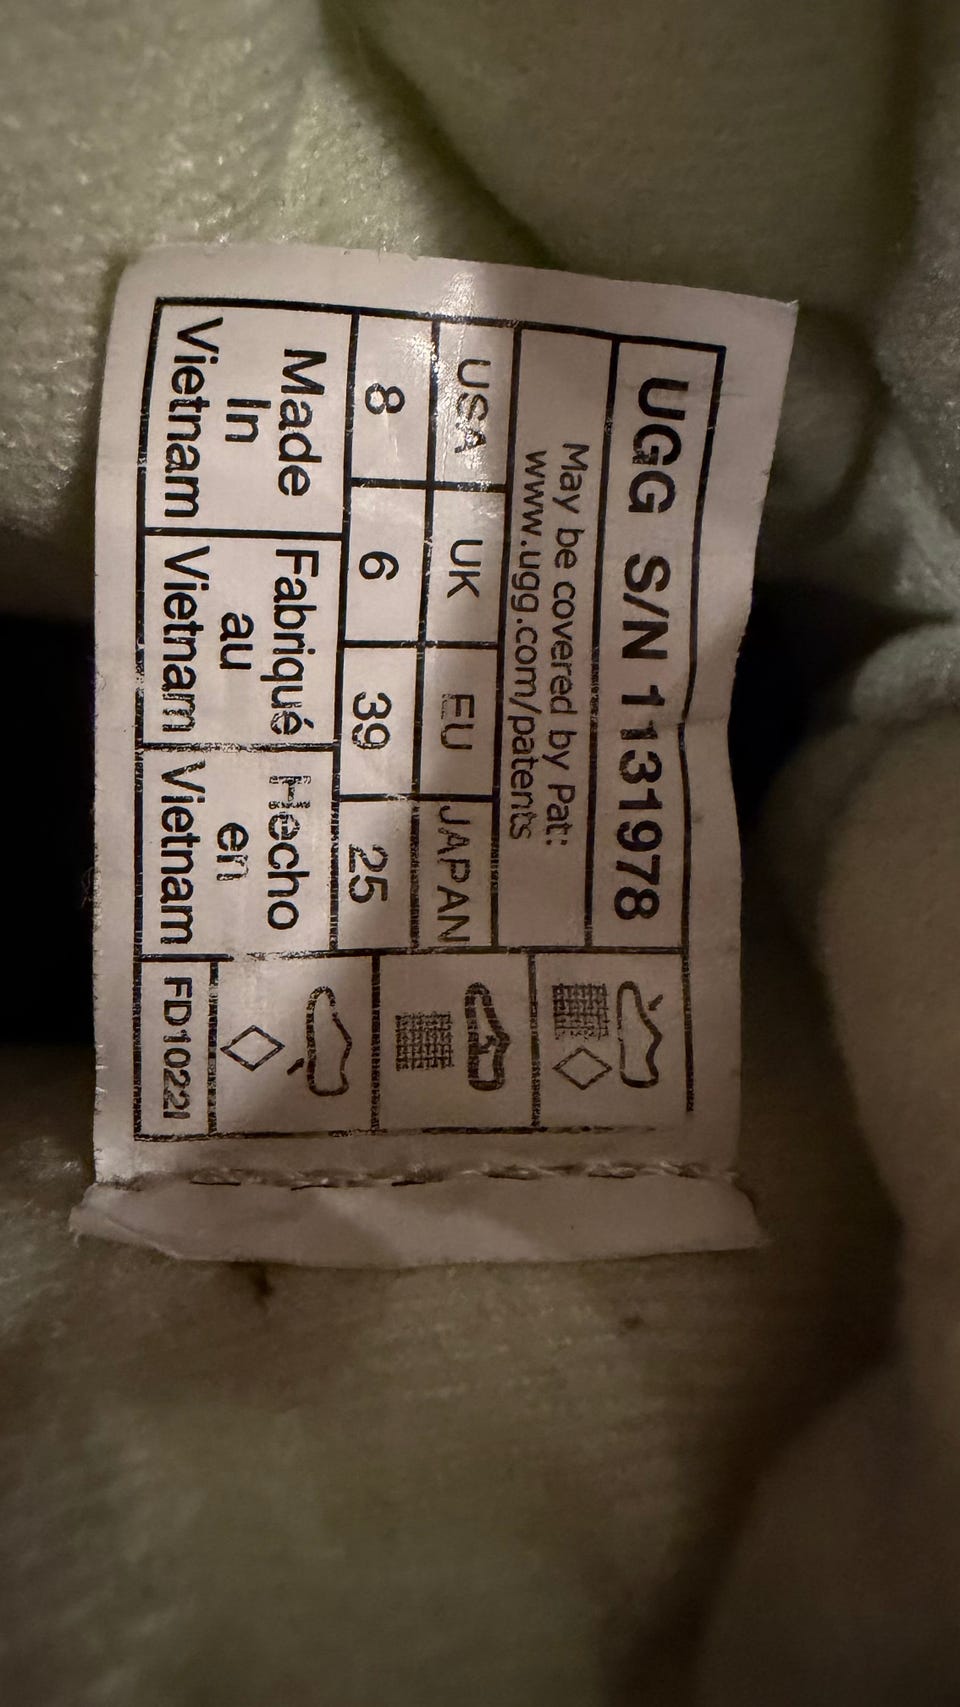 UGG S/N 1131978
May be covered by Pat:
www.ugg.com/patents
USA UK EU JAPAN
8 6 39 25
Made
In
Vietnam
Fabriqué
au
Vietnam
Hecho
en
Vietnam
FD10221